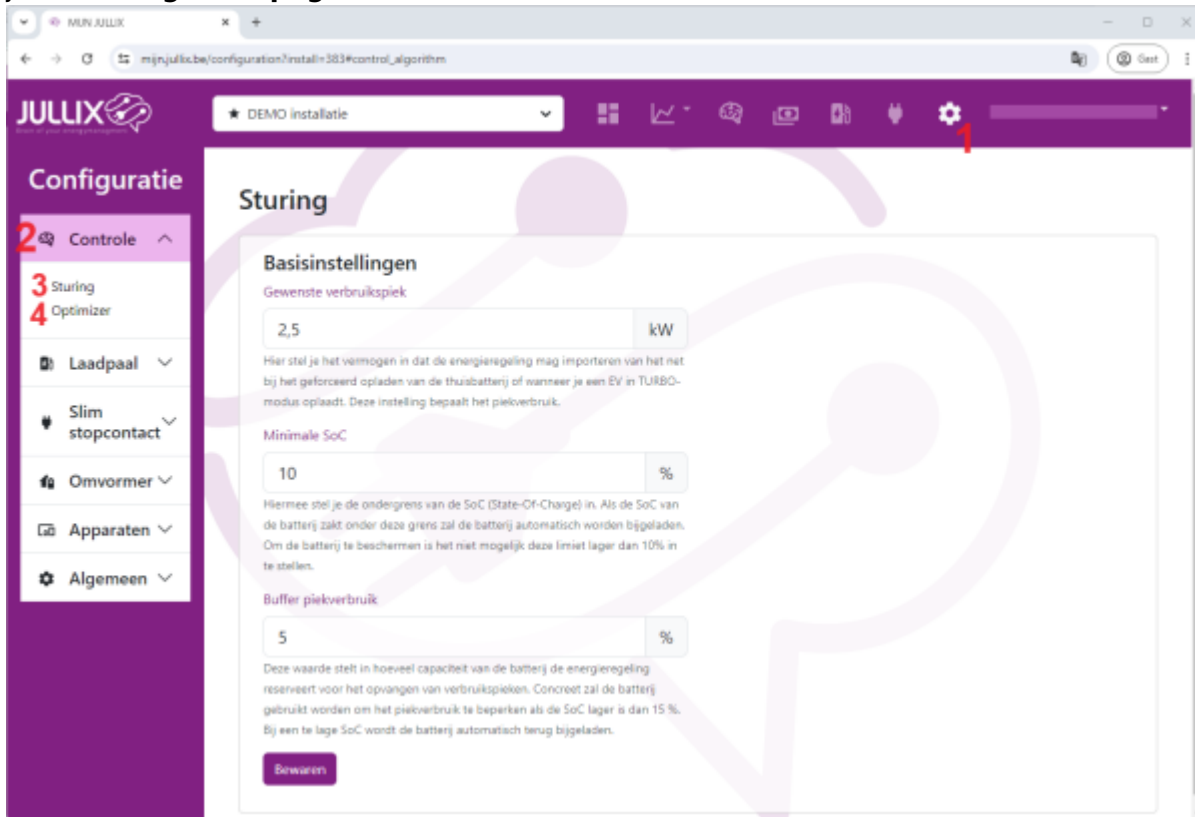 MIJN JULLIX
mijn.jullix.be/configuration?install=383#control_algorithm
Gast
JULLIX
DEMO installatie
1
Configuratie
2 Controle
3 Sturing
4 Optimizer
Laadpaal
Slim
stopcontact
Omvormer
Apparaten
Algemeen
Sturing
Basisinstellingen
Gewenste verbruikspiek
2,5 kW
Hier stel je het vermogen in dat de energieregeling mag importeren van het net
bij het geforceerd opladen van de thuisbatterij of wanneer je een EV in TURBO-
modus oplaadt. Deze instelling bepaalt het piekverbruik.
Minimale SoC
10 %
Hiermee stel je de ondergrens van de SoC (State-Of-Charge) in. Als de SoC van
de batterij zakt onder deze grens zal de batterij automatisch worden bijgeladen.
Om de batterij te beschermen is het niet mogelijk deze limiet lager dan 10% in
te stellen.
Buffer piekverbruik
5 %
Deze waarde stelt in hoeveel capaciteit van de batterij de energieregeling
reserveert voor het opvangen van verbruikspieken. Concreet zal de batterij
gebruikt worden om het piekverbruik te beperken als de SoC lager is dan 15 %.
Bij een te lage SoC wordt de batterij automatisch terug bijgeladen.
Bewaren